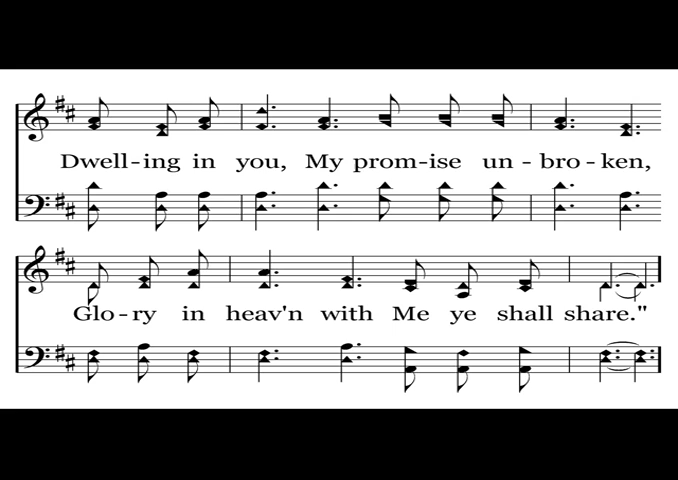 Dwell-ing in you, My prom-ise un-bro-ken,
Glo-ry in heav'n with Me ye shall share."